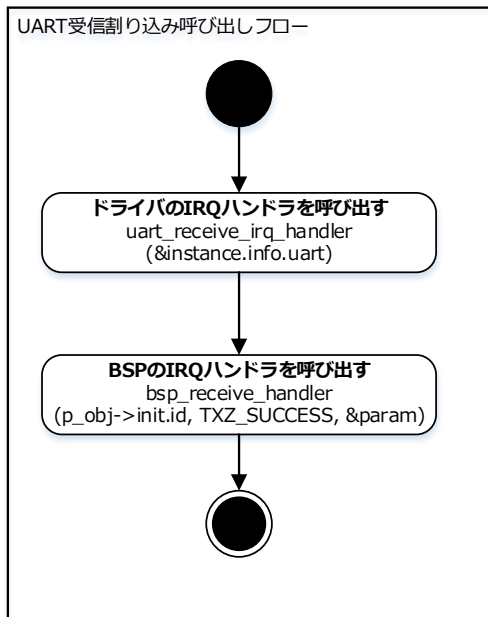 UART受信割り込み呼び出しフロー
ドライバのIRQハンドラを呼び出す
uart_receive_irq_handler
(&instance.info.uart)
BSPのIRQハンドラを呼び出す
bsp_receive_handler
(p_obj->init.id, TXZ_SUCCESS, &param)